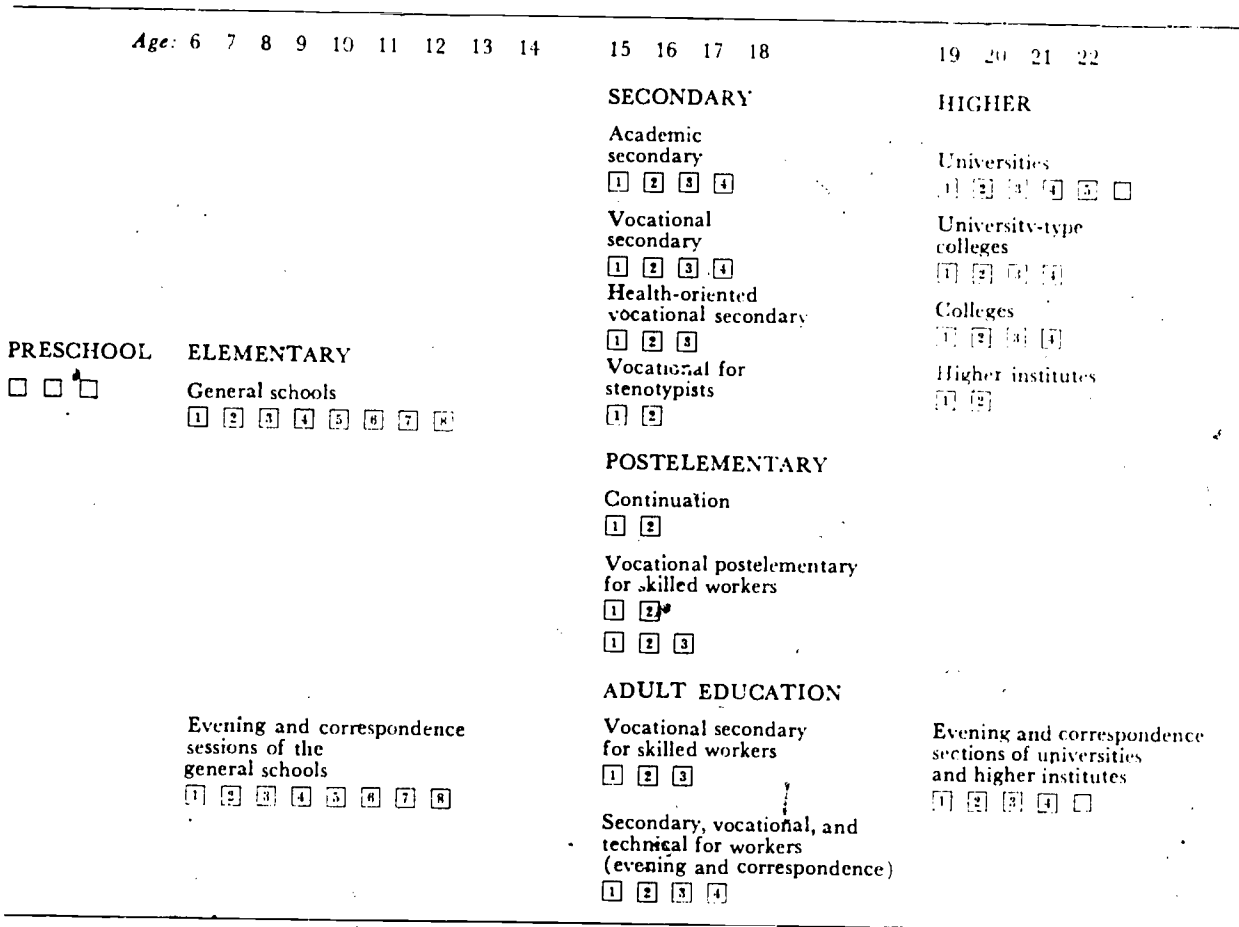 Age: 6 7 8 9 10 11 12 13 14 15 16 17 18 19 20 21 22
SECONDARY
Academic
secondary
1 2 3 4
Vocational
secondary
1 2 3 4
Health-oriented
vocational secondary
1 2 3
Vocational for
stenotypists
1 2
HIGHER
Universities
1 2 3 4 5
University-type
colleges
1 2 3 4
Colleges
1 2 3 4
Higher institutes
1 2
PRESCHOOL
ELEMENTARY
General schools
1 2 3 4 5 6 7 8
POSTELEMENTARY
Continuation
1 2
Vocational postelementary
for skilled workers
1 2
1 2 3
ADULT EDUCATION
Evening and correspondence
sessions of the
general schools
1 2 3 4 5 6 7 8
Vocational secondary
for skilled workers
1 2 3
Secondary, vocational, and
technical for workers
(evening and correspondence)
1 2 3 4
Evening and correspondence
sections of universities
and higher institutes
1 2 3 4